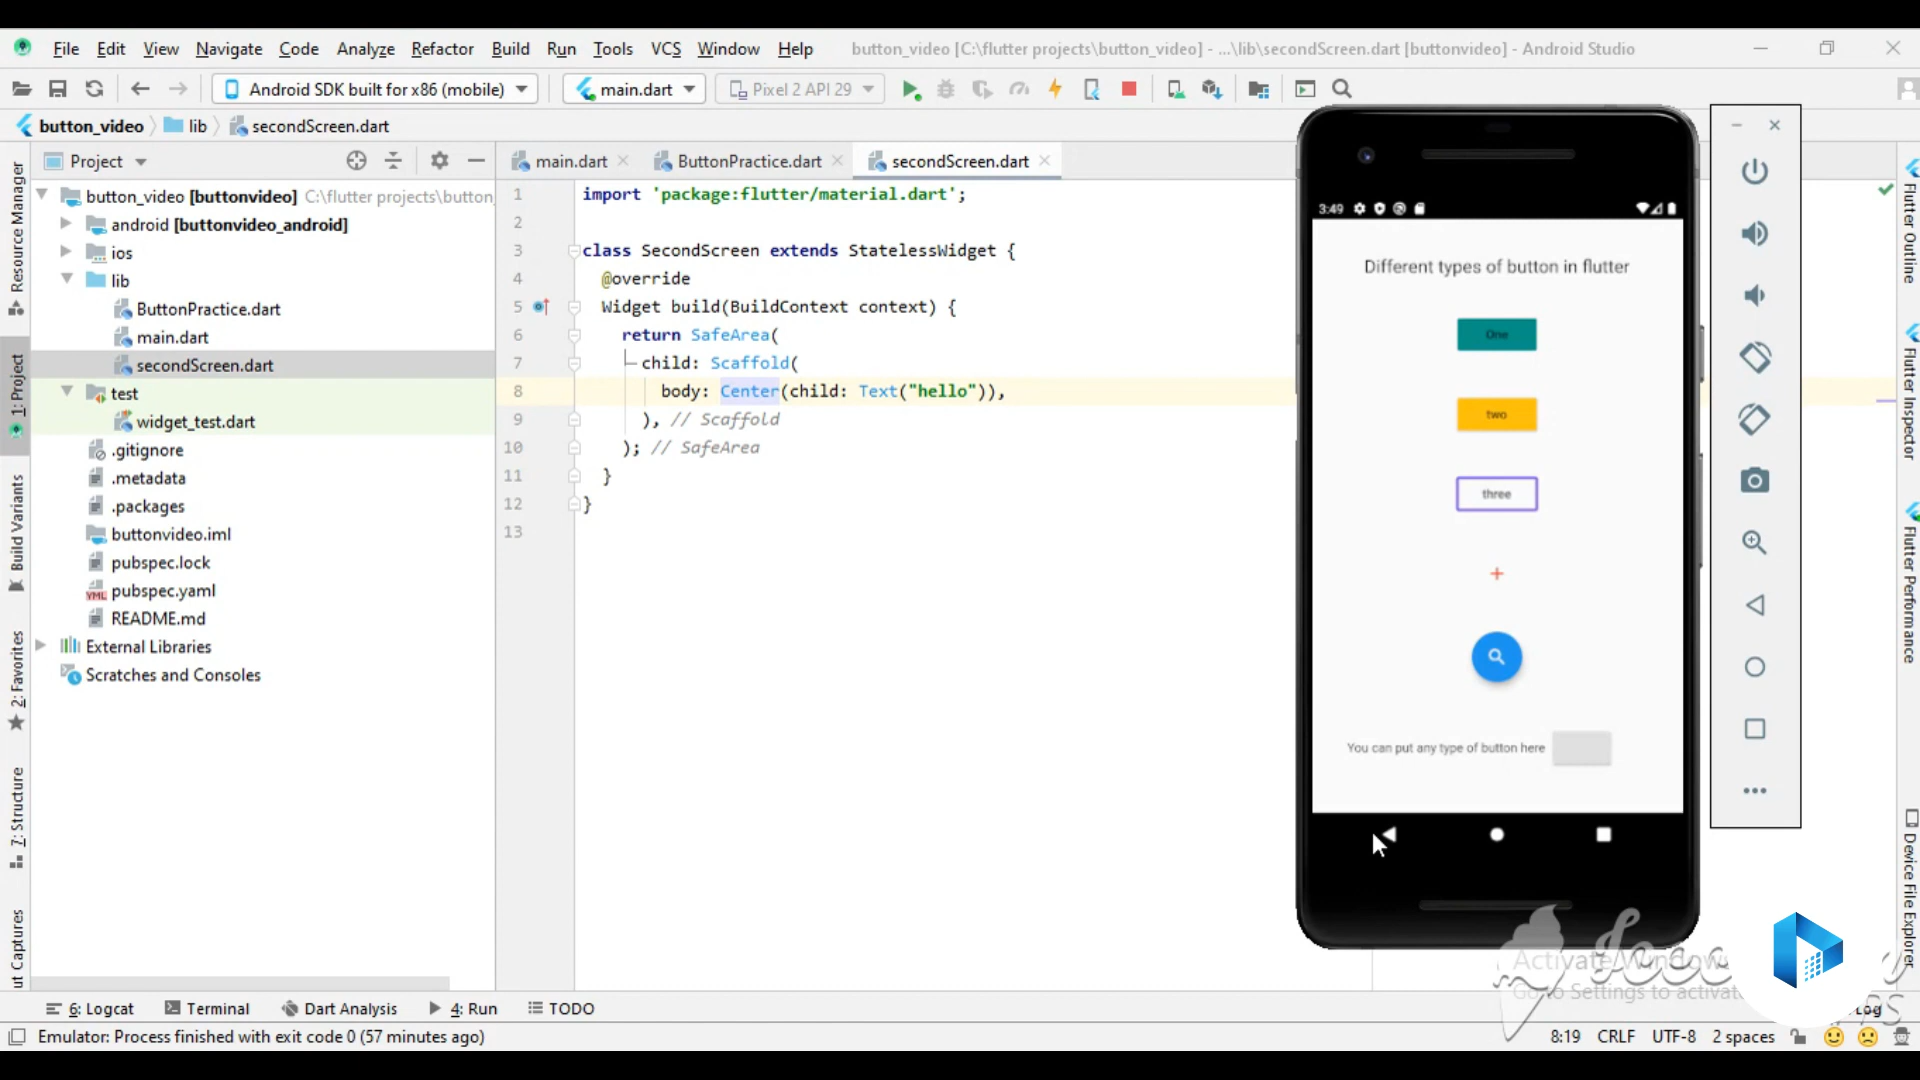 File Edit View Navigate Code Analyze Refactor Build Run Tools VCS Window Help button_video [C:\flutter projects\button_video] - ...\lib\secondScreen.dart [buttonvideo] - Android Studio
Android SDK built for x86 (mobile) main.dart Pixel 2 API 29
button_video lib secondScreen.dart
Project main.dart ButtonPractice.dart secondScreen.dart
button_video [buttonvideo] C:\flutter projects\button_
android [buttonvideo_android]
ios
lib
ButtonPractice.dart
main.dart
secondScreen.dart
test
widget_test.dart
.gitignore
.metadata
.packages
buttonvideo.iml
pubspec.lock
pubspec.yaml
README.md
External Libraries
Scratches and Consoles
Resource Manager
1: Project
Build Variants
2: Favorites
7: Structure
ut Captures
1 import 'package:flutter/material.dart';
2
3 class SecondScreen extends StatelessWidget {
4 @override
5 Widget build(BuildContext context) {
6 return SafeArea(
7 child: Scaffold(
8 body: Center(child: Text("hello")),
9 ), // Scaffold
10 ); // SafeArea
11 }
12 }
13
3:49
Different types of button in flutter
One
two
three
You can put any type of button here
Flutter Outline
Flutter Inspector
Flutter Performance
Device File Explorer
Activate Windows
Go to Settings to activate
6: Logcat Terminal Dart Analysis 4: Run TODO Log
Emulator: Process finished with exit code 0 (57 minutes ago) 8:19 CRLF UTF-8 2 spaces